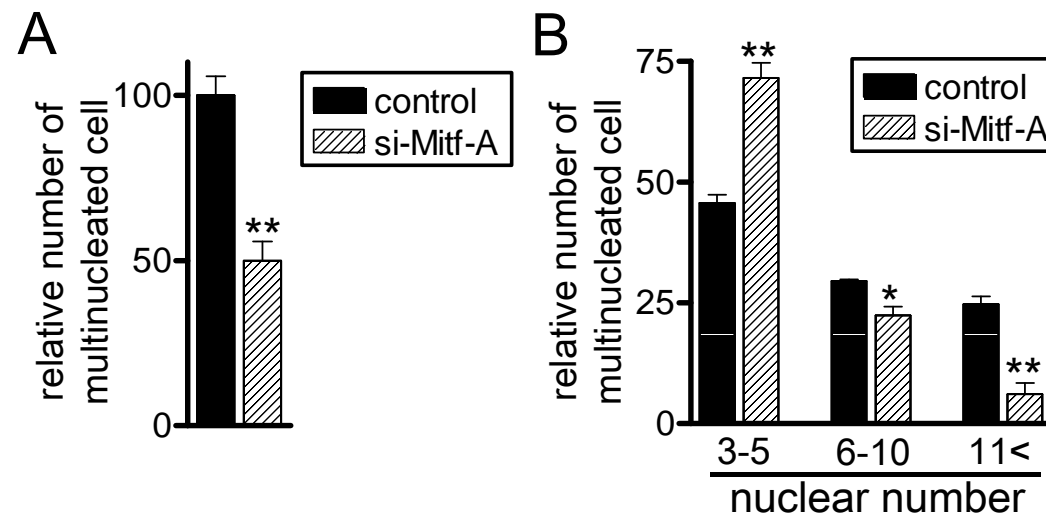 A
relative number of
multinucleated cell
100
50
0
**
control
si-Mitf-A
B
relative number of
multinucleated cell
75
50
25
0
**
*
**
control
si-Mitf-A
3-5 6-10 11<
nuclear number